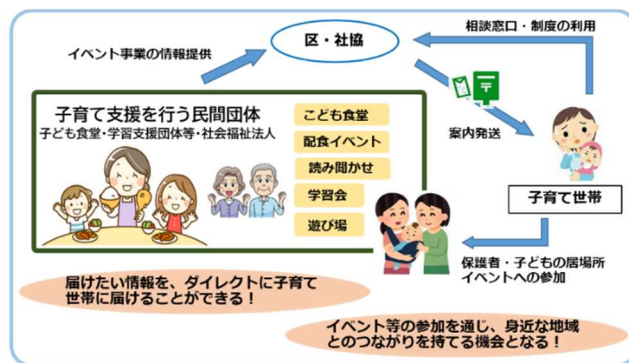 相談窓口・制度の利用
区・社協
イベント事業の情報提供
案内発送
子育て支援を行う民間団体
子ども食堂・学習支援団体等・社会福祉法人
こども食堂
配食イベント
読み聞かせ
学習会
遊び場
子育て世帯
保護者・子どもの居場所
イベントへの参加
届けたい情報を、ダイレクトに子育て
世帯に届けることができる！
イベント等の参加を通じ、身近な地域
とのつながりを持てる機会となる！